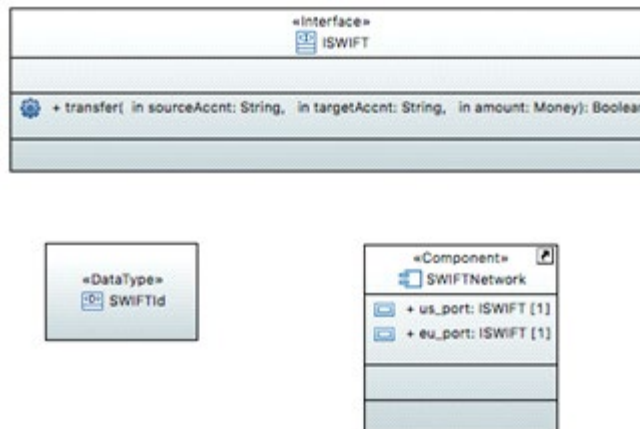 «Interface»
ISWIFT
+ transfer( in sourceAccnt: String, in targetAccnt: String, in amount: Money): Boolean
«DataType»
SWIFTId
«Component»
SWIFTNetwork
+ us_port: ISWIFT [1]
+ eu_port: ISWIFT [1]